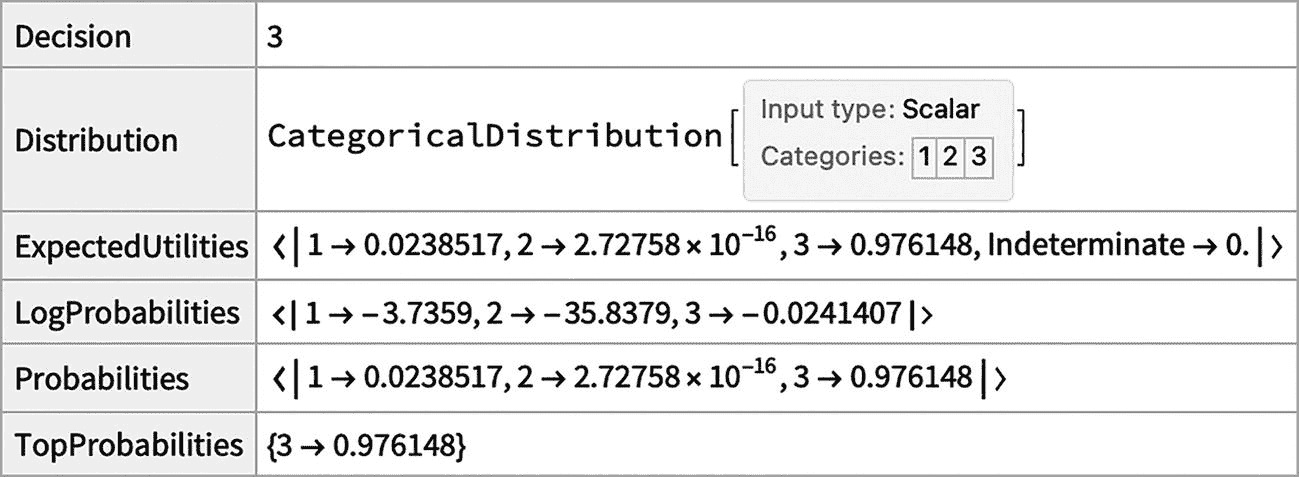 Decision 3
Input type: Scalar
Distribution CategoricalDistribution[ ]
Categories: 1 2 3
ExpectedUtilities <| 1 → 0.0238517, 2 → 2.72758 × 10⁻¹⁶, 3 → 0.976148, Indeterminate → 0. |>
LogProbabilities <| 1 → −3.7359, 2 → −35.8379, 3 → −0.0241407 |>
Probabilities <| 1 → 0.0238517, 2 → 2.72758 × 10⁻¹⁶, 3 → 0.976148 |>
TopProbabilities {3 → 0.976148}